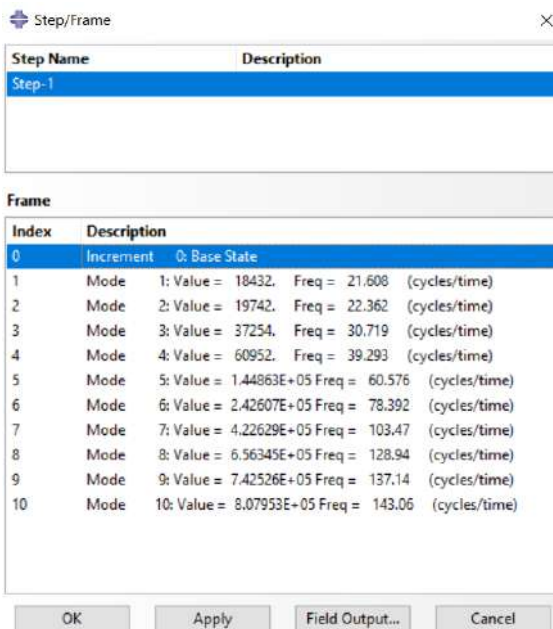 Step/Frame
Step Name Description
Step-1
Frame
Index Description
0 Increment 0: Base State
1 Mode 1: Value = 18432. Freq = 21.608 (cycles/time)
2 Mode 2: Value = 19742. Freq = 22.362 (cycles/time)
3 Mode 3: Value = 37254. Freq = 30.719 (cycles/time)
4 Mode 4: Value = 60952. Freq = 39.293 (cycles/time)
5 Mode 5: Value = 1.44863E+05 Freq = 60.576 (cycles/time)
6 Mode 6: Value = 2.42607E+05 Freq = 78.392 (cycles/time)
7 Mode 7: Value = 4.22629E+05 Freq = 103.47 (cycles/time)
8 Mode 8: Value = 6.56345E+05 Freq = 128.94 (cycles/time)
9 Mode 9: Value = 7.42526E+05 Freq = 137.14 (cycles/time)
10 Mode 10: Value = 8.07953E+05 Freq = 143.06 (cycles/time)
OK Apply Field Output... Cancel